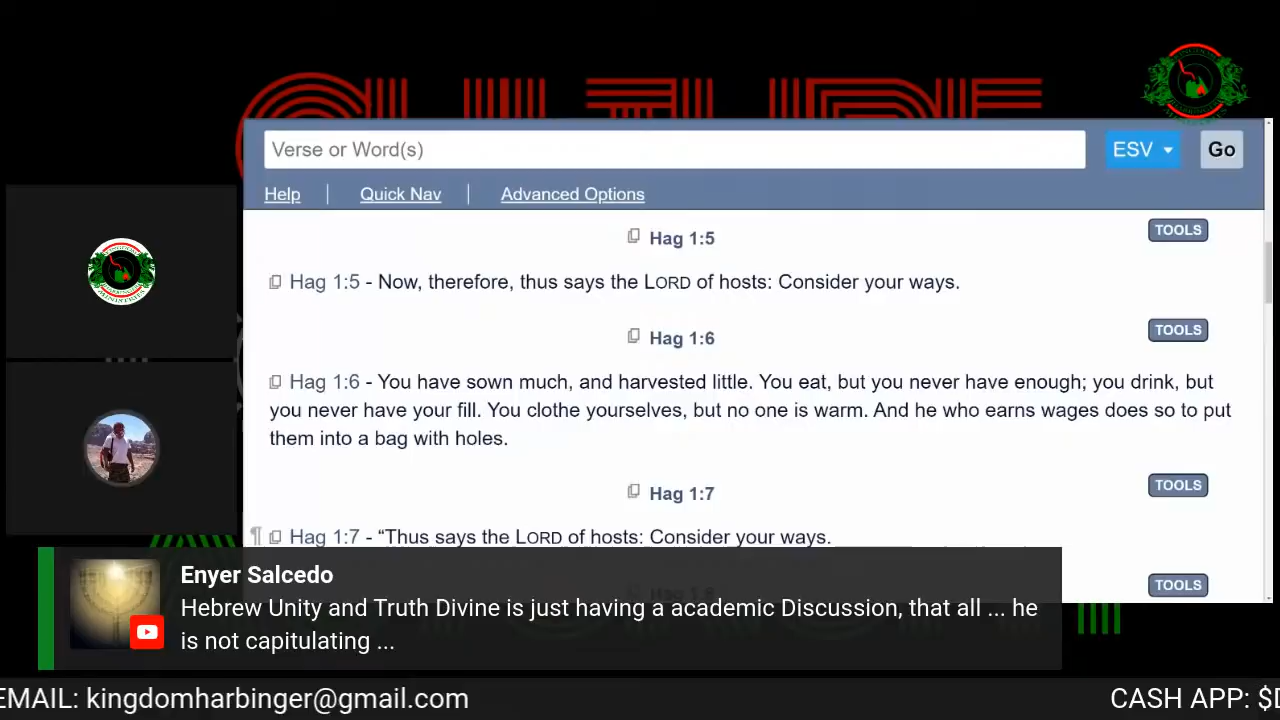 Verse or Word(s)
ESV
Go
Help
Quick Nav
Advanced Options
Hag 1:5
TOOLS
Hag 1:5 - Now, therefore, thus says the LORD of hosts: Consider your ways.
Hag 1:6
TOOLS
Hag 1:6 - You have sown much, and harvested little. You eat, but you never have enough; you drink, but
you never have your fill. You clothe yourselves, but no one is warm. And he who earns wages does so to put
them into a bag with holes.
Hag 1:7
TOOLS
¶ Hag 1:7 - “Thus says the LORD of hosts: Consider your ways.
Hag 1:8
TOOLS
Enyer Salcedo
Hebrew Unity and Truth Divine is just having a academic Discussion, that all ... he
is not capitulating ...
EMAIL: kingdomharbinger@gmail.com
CASH APP: